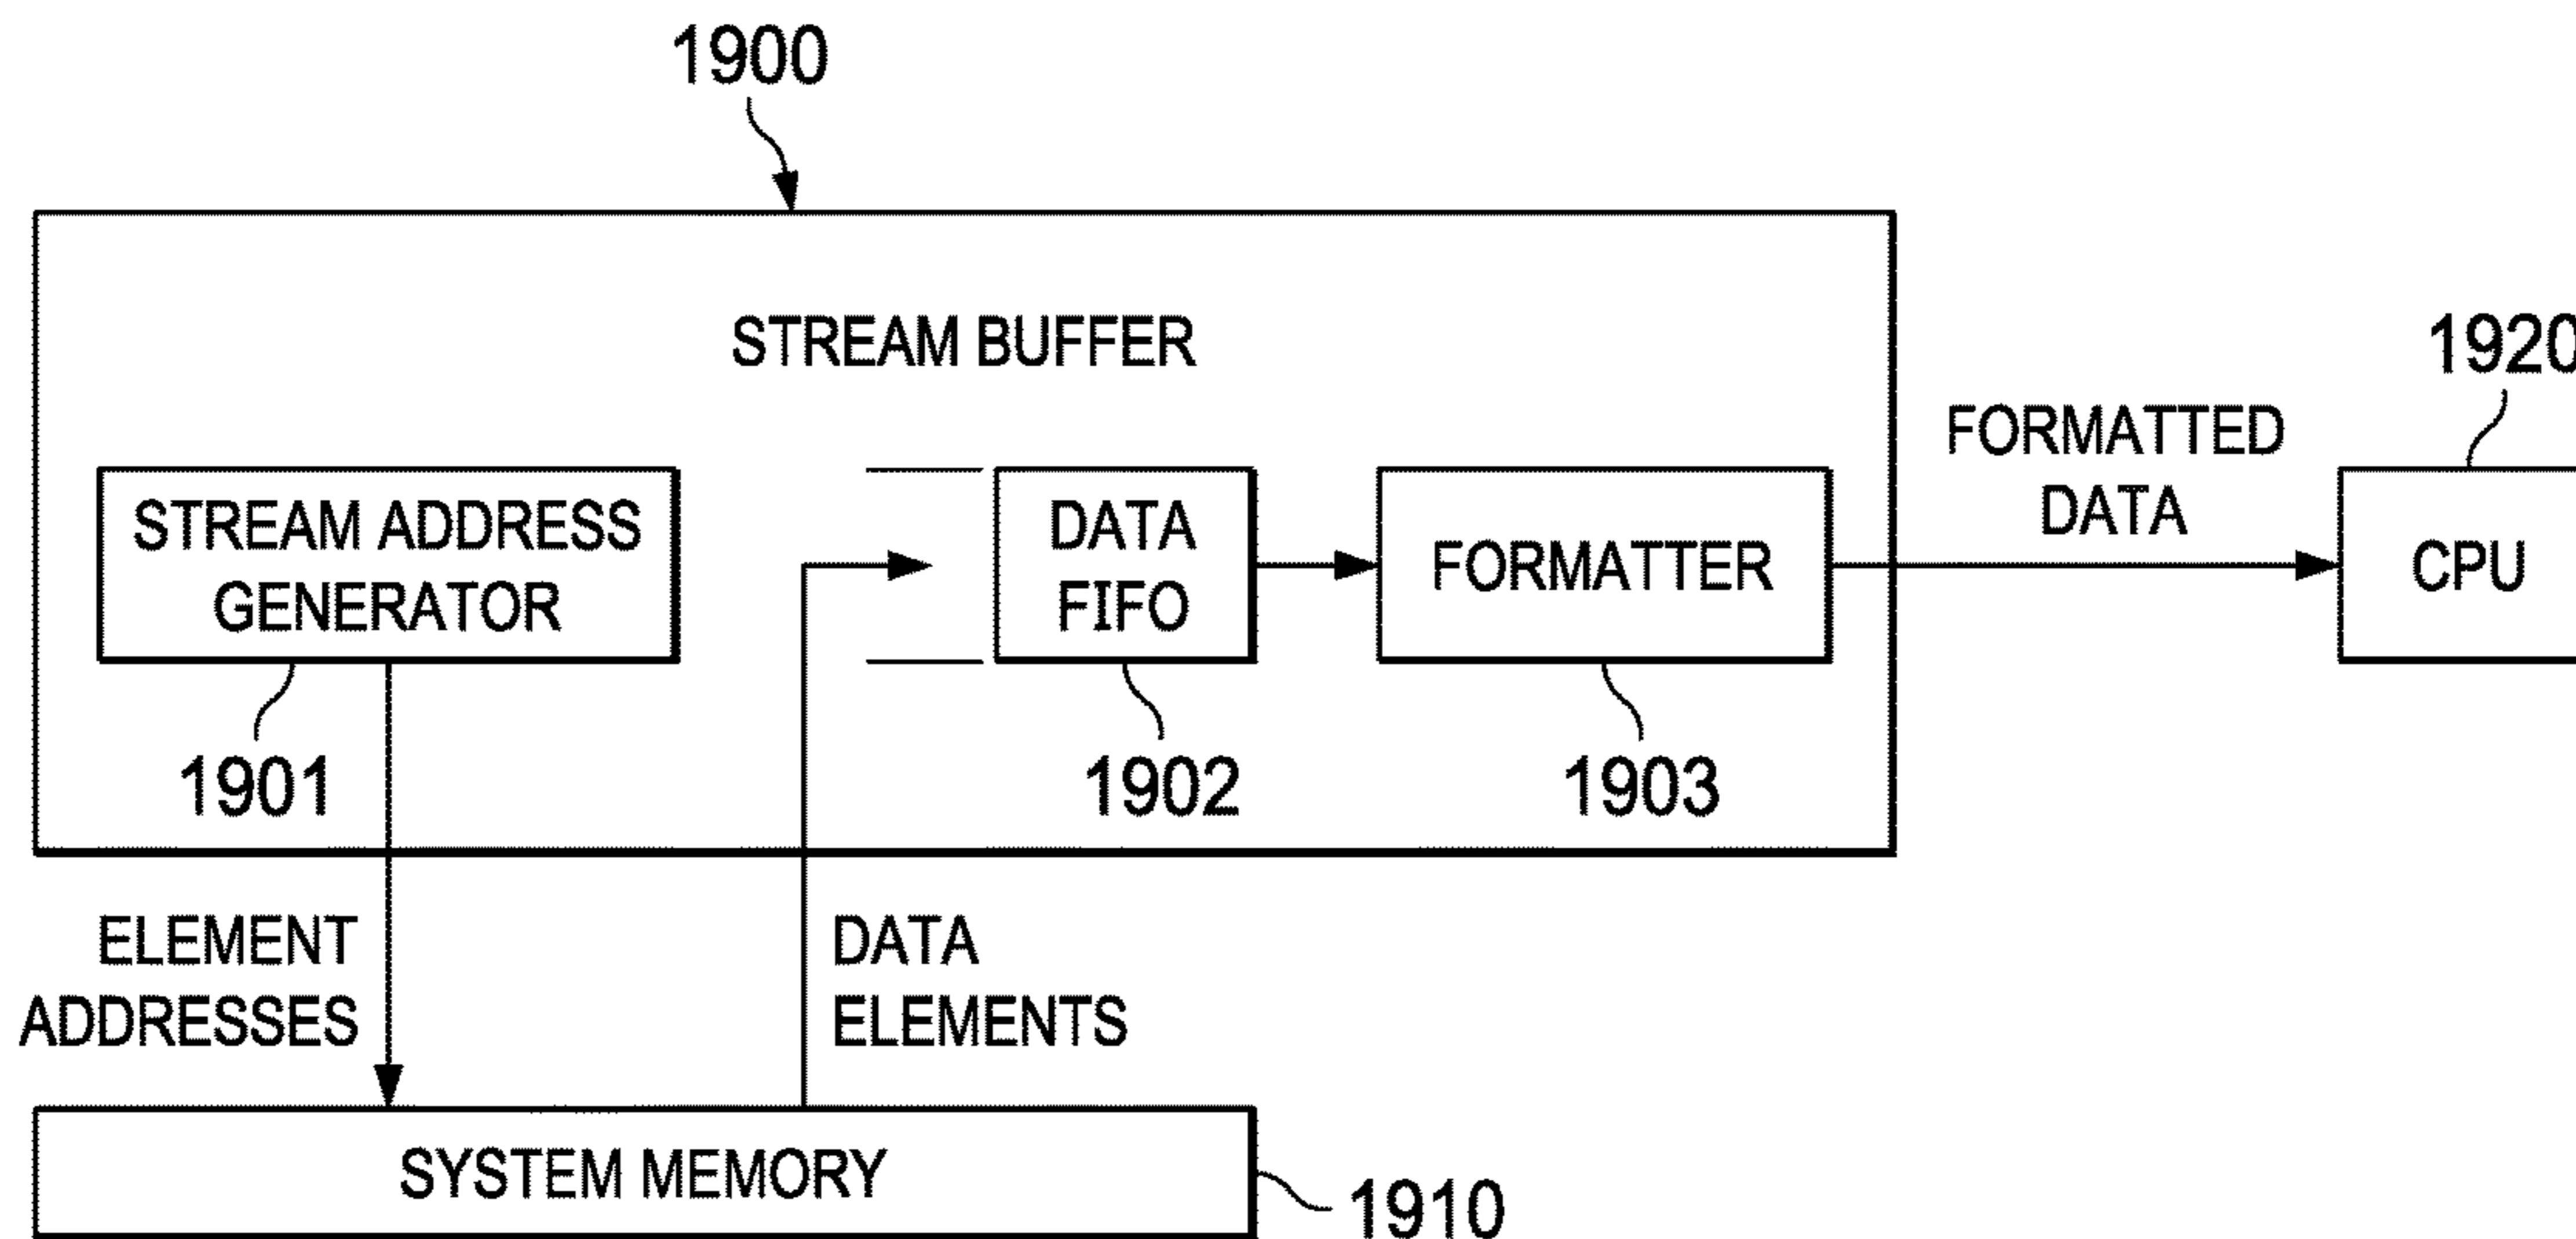 1900
STREAM BUFFER
1920
FORMATTED
DATA
STREAM ADDRESS
GENERATOR
DATA
FIFO
FORMATTER
CPU
1901
1902
1903
ELEMENT
ADDRESSES
DATA
ELEMENTS
SYSTEM MEMORY
1910